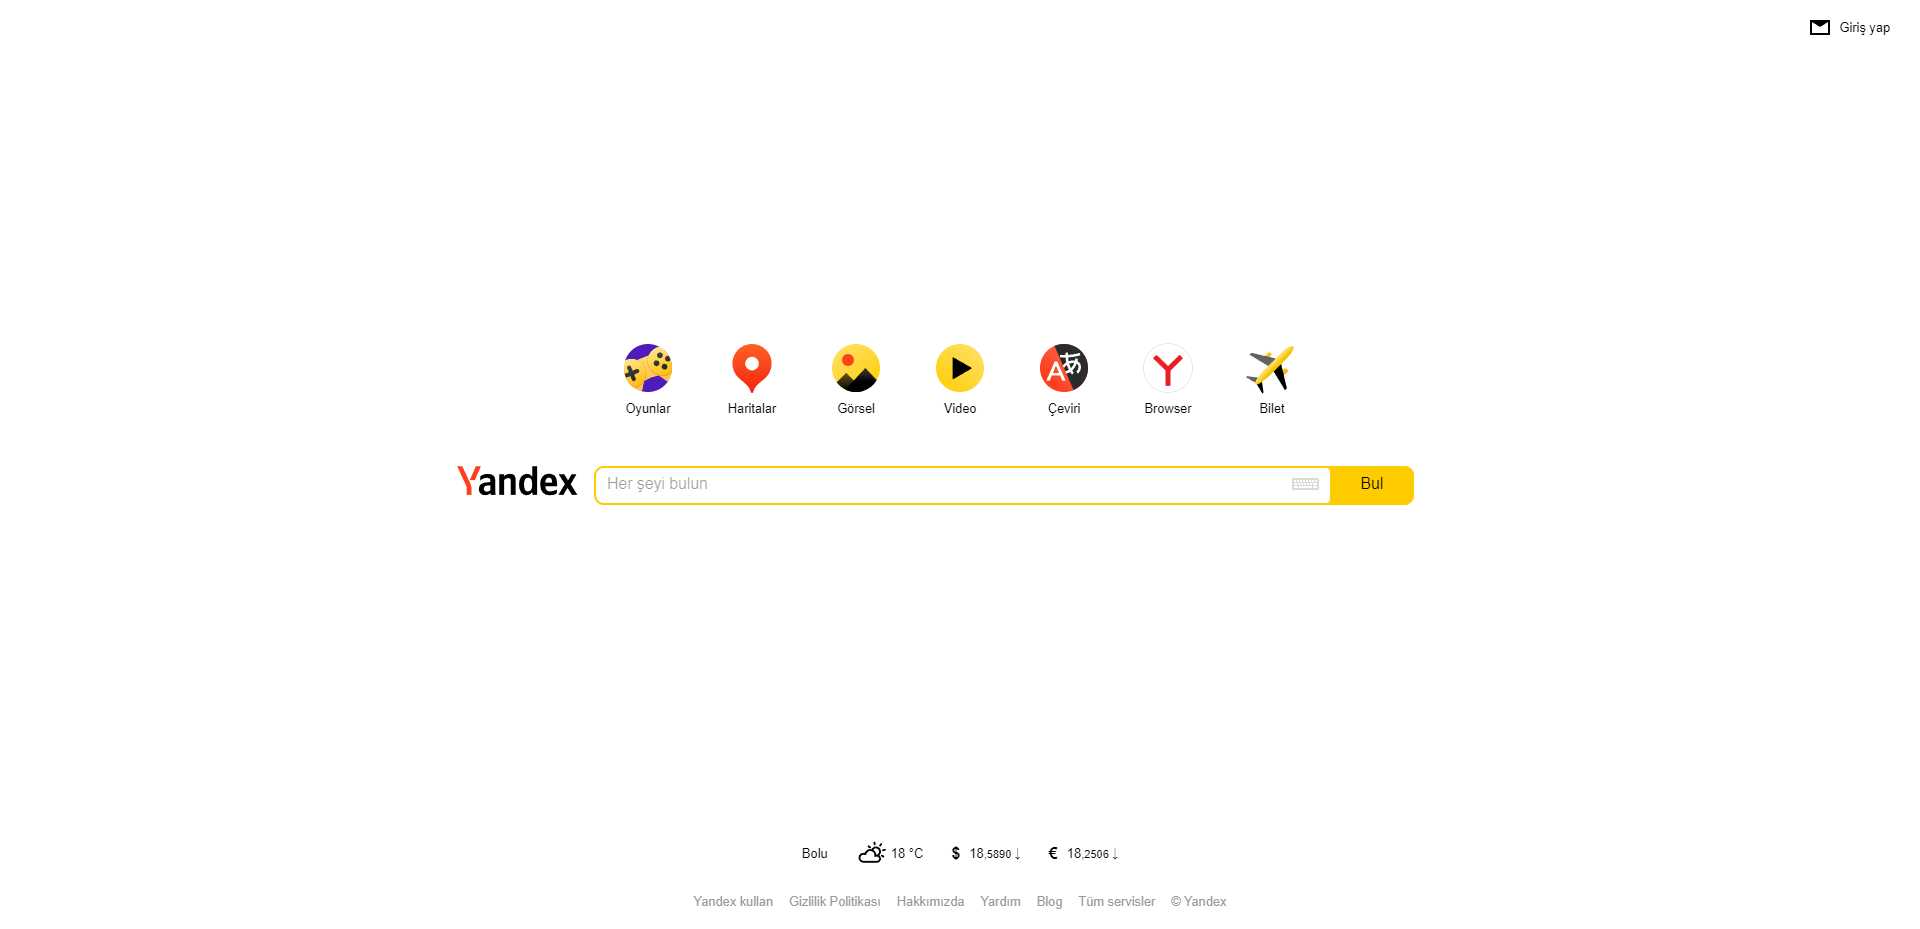 Giriş yap
Oyunlar Haritalar Görsel Video Çeviri Browser Bilet
Yandex Her şeyi bulun Bul
Bolu 18 °C $ 18,5890 ↓ € 18,2506 ↓
Yandex kullan Gizlilik Politikası Hakkımızda Yardım Blog Tüm servisler © Yandex